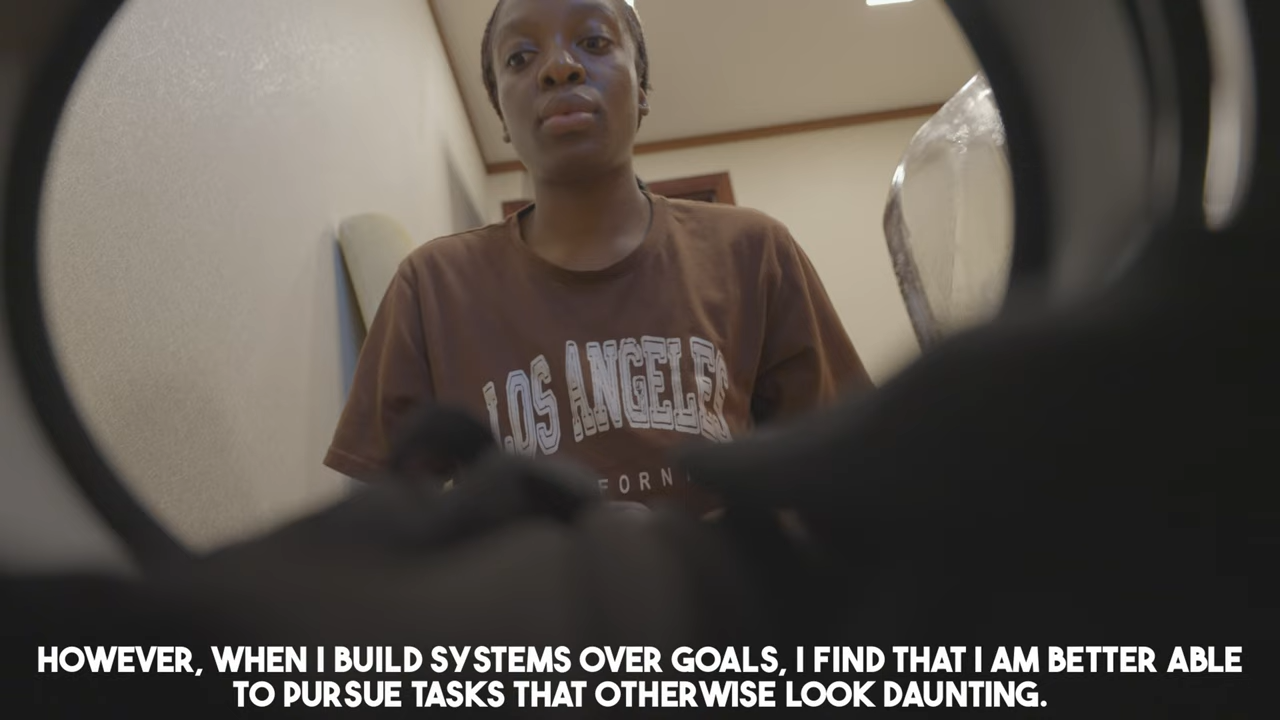 LOS ANGELES
FORN
HOWEVER, WHEN I BUILD SYSTEMS OVER GOALS, I FIND THAT I AM BETTER ABLE
TO PURSUE TASKS THAT OTHERWISE LOOK DAUNTING.